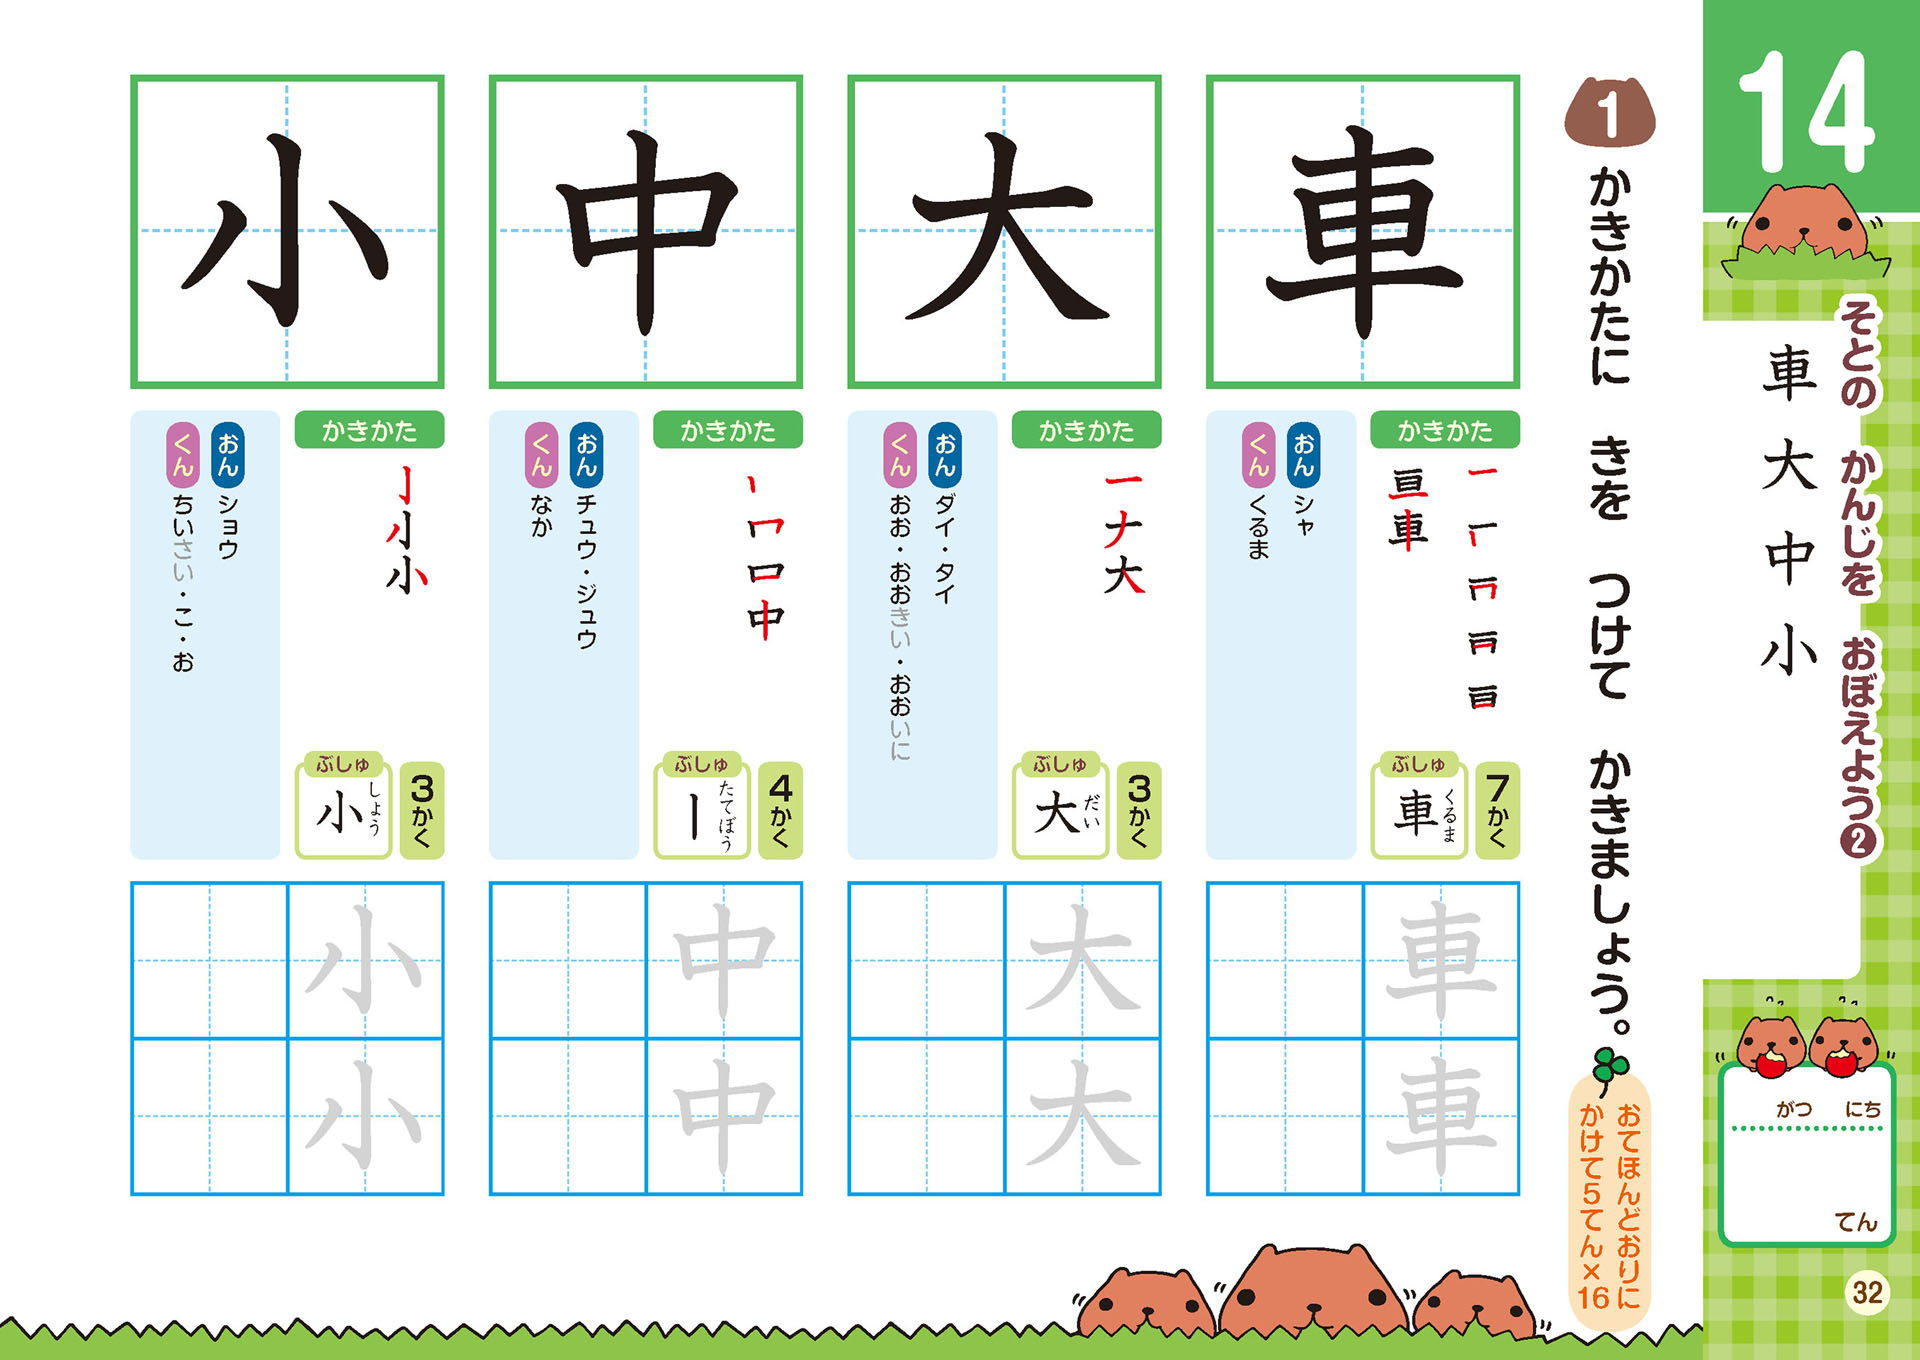 14
そとの かんじを おぼえよう❷
車 大 中 小
がつ にち
てん
32
1 かきかたに きを つけて かきましょう。
おてほんどおりに
かけて5てん×16
車
かきかた
一 𠂆 冂 㠪 目
亘 車
7かく
ぶしゅ
車 くるま
おん シャ
くん くるま
車
車
大
かきかた
一 ナ 大
3かく
ぶしゅ
大 だい
おん ダイ・タイ
くん おお・おおきい・おおいに
大
大
中
かきかた
丨 冂 口 中
4かく
ぶしゅ
丨 たてぼう
おん チュウ・ジュウ
くん なか
中
中
小
かきかた
亅 小 小
3かく
ぶしゅ
小 しょう
おん ショウ
くん ちいさい・こ・お
小
小